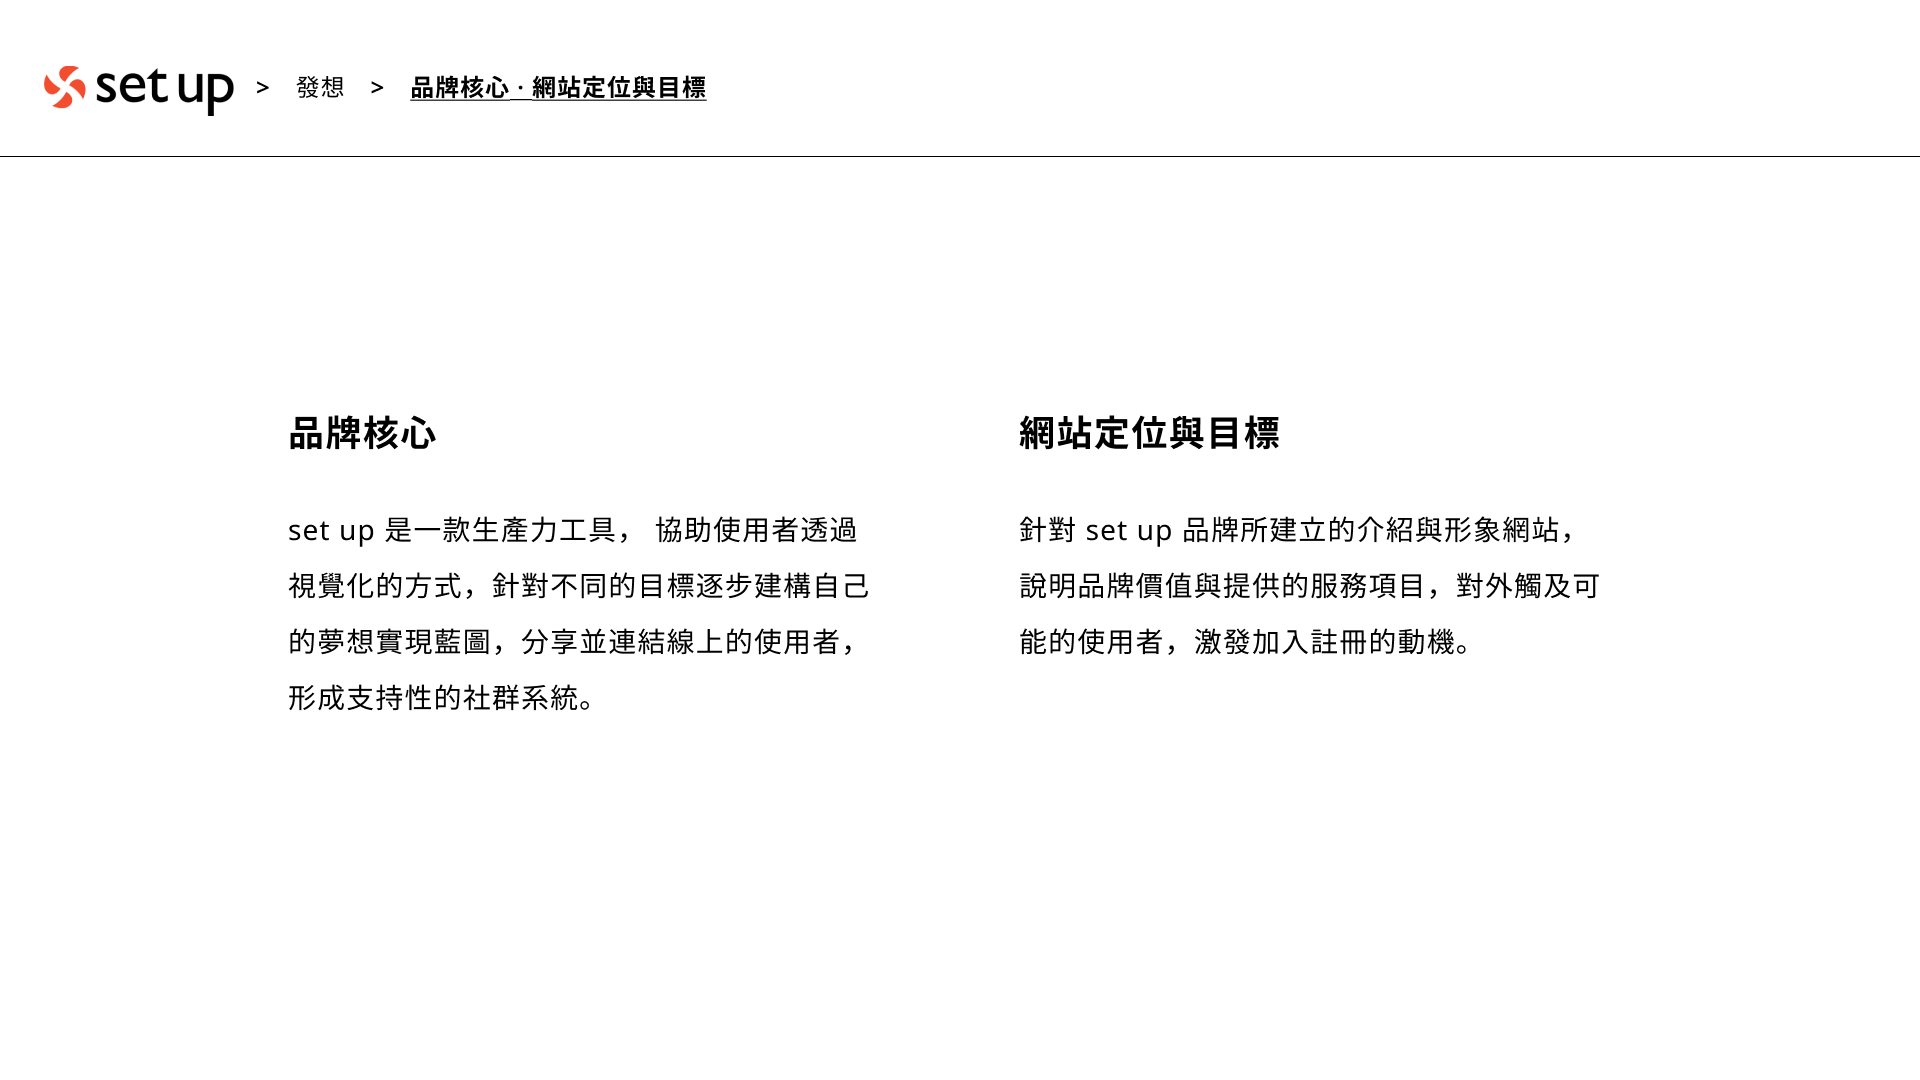 set up > 發想 > 品牌核心 · 網站定位與目標
品牌核心
set up 是一款生產力工具， 協助使用者透過
視覺化的方式，針對不同的目標逐步建構自己
的夢想實現藍圖，分享並連結線上的使用者，
形成支持性的社群系統。
網站定位與目標
針對 set up 品牌所建立的介紹與形象網站，
說明品牌價值與提供的服務項目，對外觸及可
能的使用者，激發加入註冊的動機。